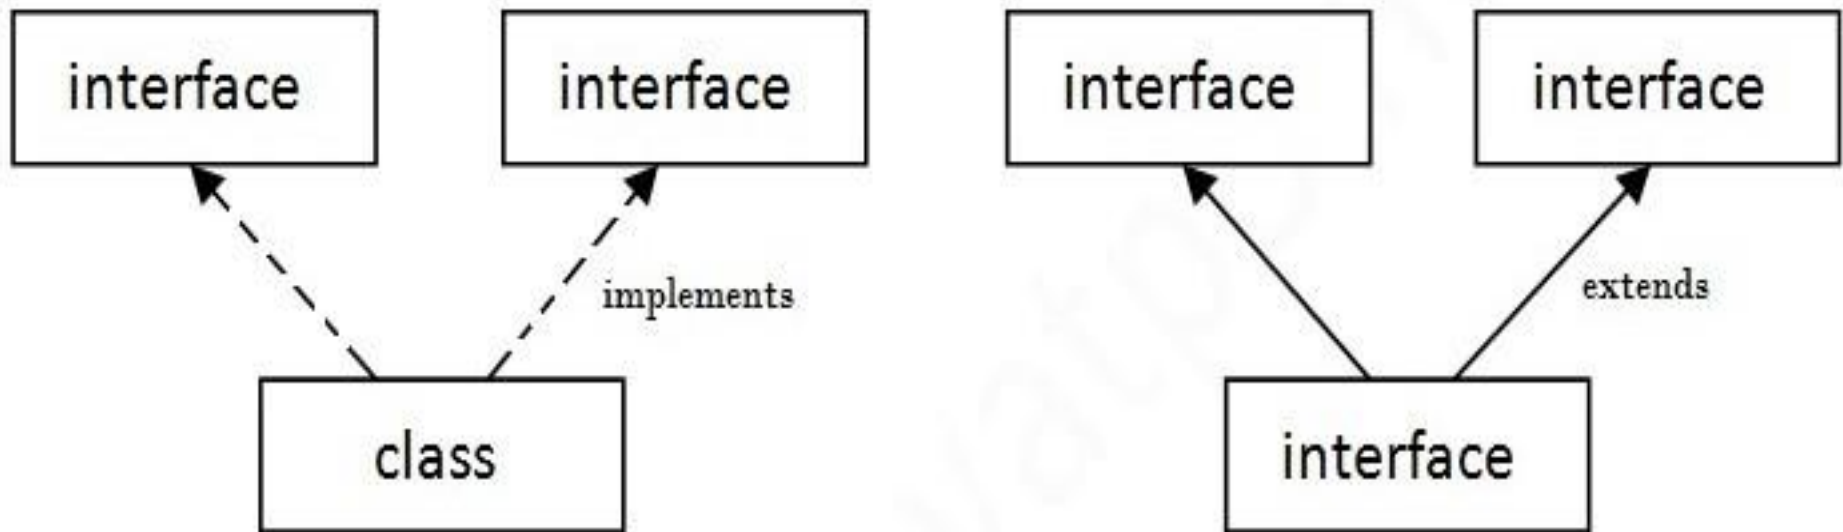 interface
interface
interface
interface
implements
extends
class
interface